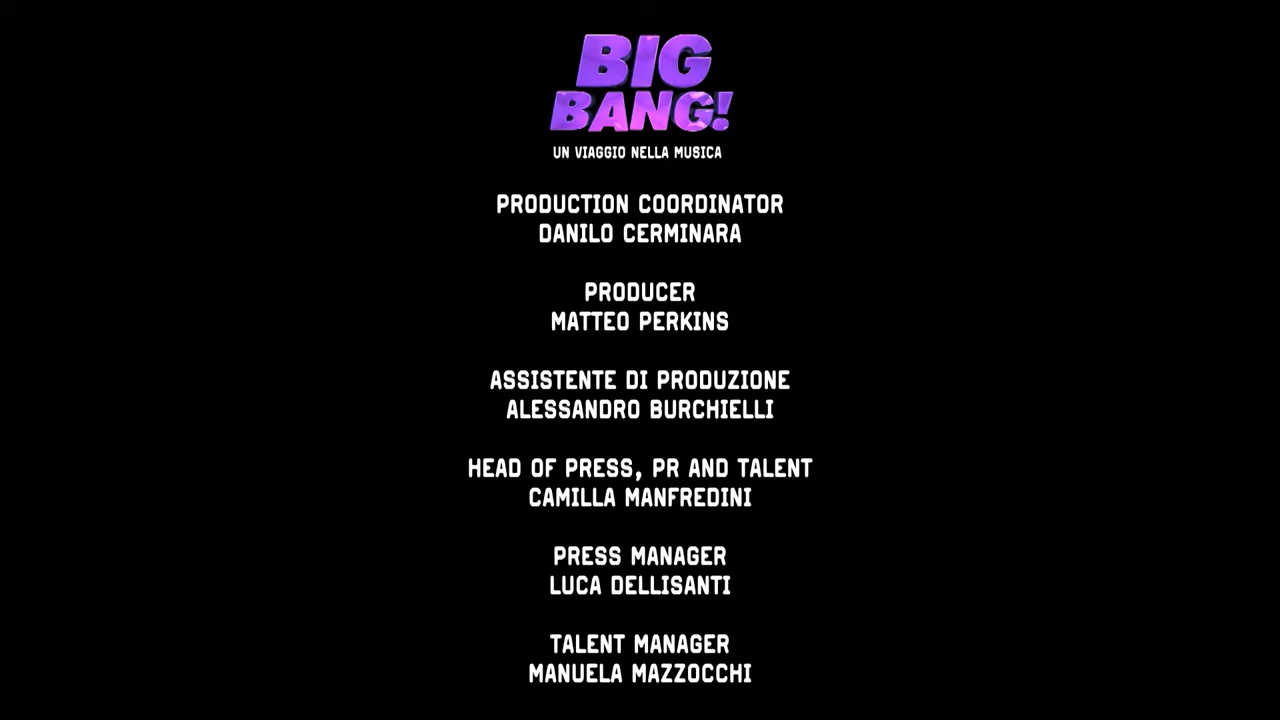 BIG
BANG!
UN VIAGGIO NELLA MUSICA
PRODUCTION COORDINATOR
DANILO CERMINARA
PRODUCER
MATTEO PERKINS
ASSISTENTE DI PRODUZIONE
ALESSANDRO BURCHIELLI
HEAD OF PRESS, PR AND TALENT
CAMILLA MANFREDINI
PRESS MANAGER
LUCA DELLISANTI
TALENT MANAGER
MANUELA MAZZOCCHI